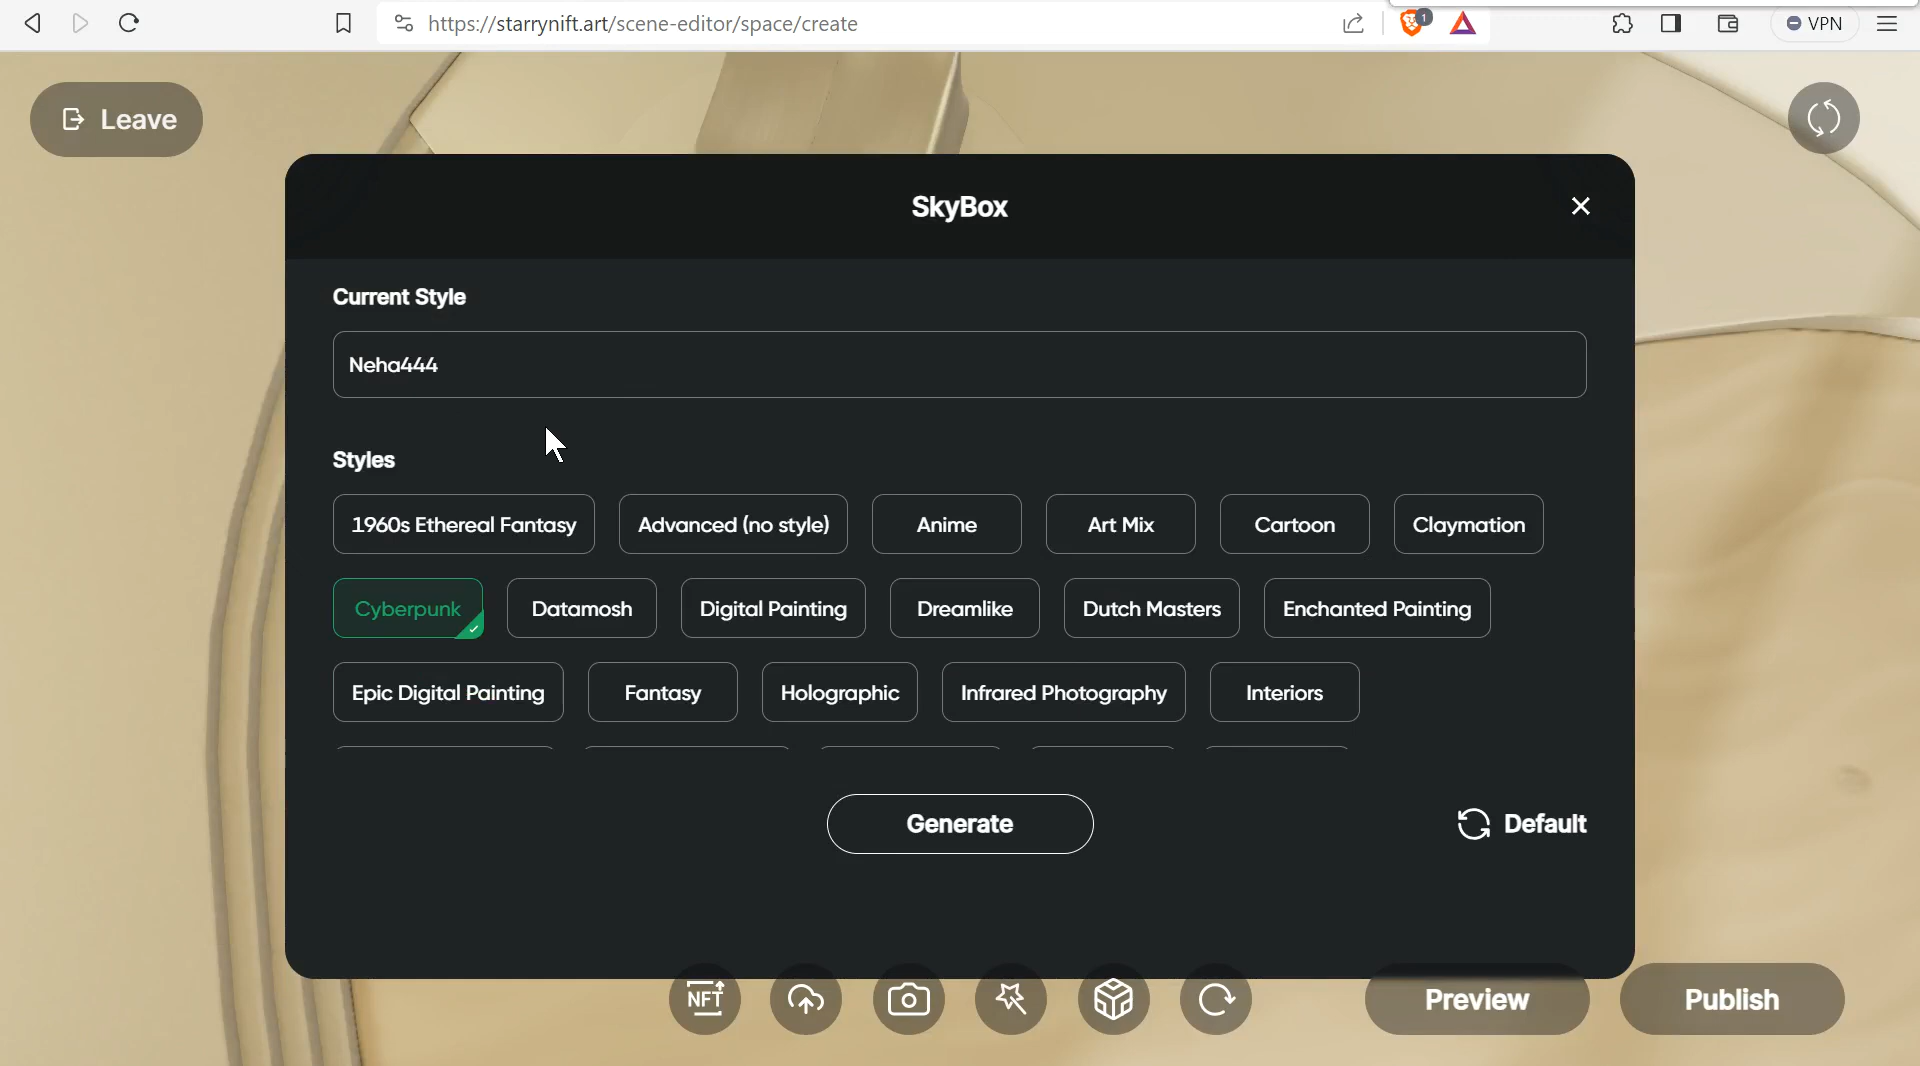 https://starrynift.art/scene-editor/space/create
1
VPN
Leave
SkyBox
Current Style
Neha444
Styles
1960s Ethereal Fantasy Advanced (no style) Anime Art Mix Cartoon Claymation
Cyberpunk Datamosh Digital Painting Dreamlike Dutch Masters Enchanted Painting
Epic Digital Painting Fantasy Holographic Infrared Photography Interiors
Generate Default
NFT Preview Publish